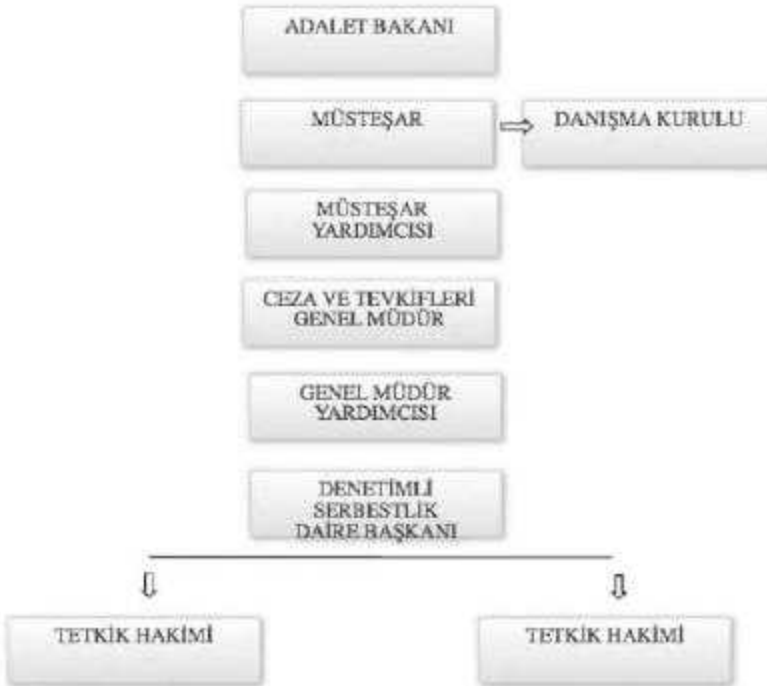 ADALET BAKANI
MÜSTEŞAR
DANIŞMA KURULU
MÜSTEŞAR
YARDIMCISI
CEZA VE TEVKİFLERİ
GENEL MÜDÜR
GENEL MÜDÜR
YARDIMCISI
DENETİMLİ
SERBESTLİK
DAİRE BAŞKANI
TETKİK HAKİMİ
TETKİK HAKİMİ